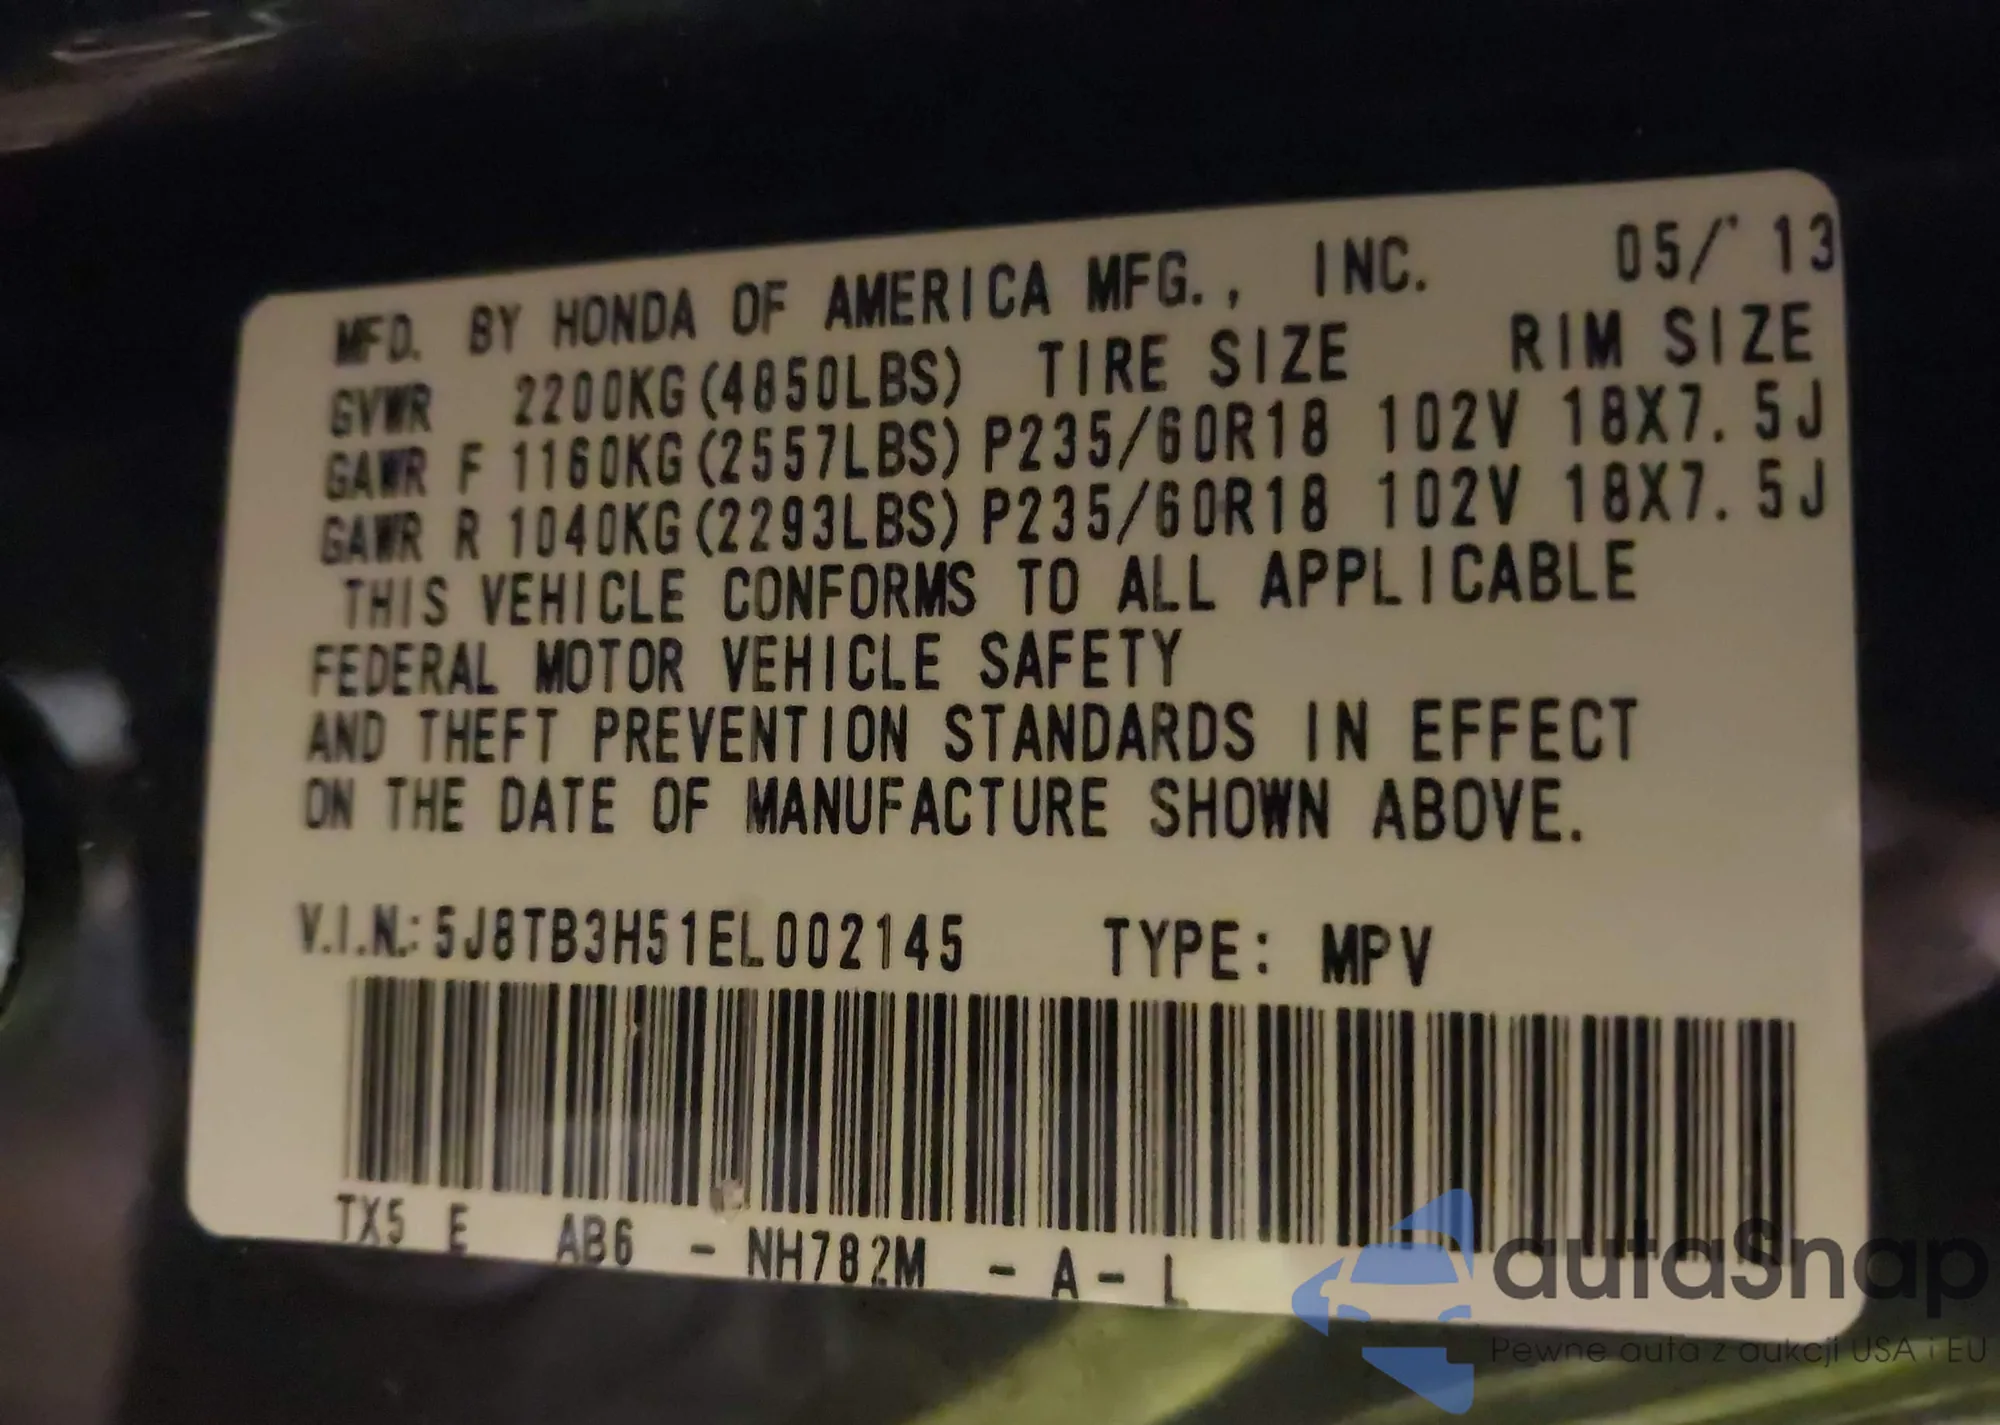 MFD. BY HONDA OF AMERICA MFG., INC. 05/'13
GVWR 2200KG(4850LBS) TIRE SIZE RIM SIZE
GAWR F 1160KG(2557LBS) P235/60R18 102V 18X7.5J
GAWR R 1040KG(2293LBS) P235/60R18 102V 18X7.5J
THIS VEHICLE CONFORMS TO ALL APPLICABLE
FEDERAL MOTOR VEHICLE SAFETY
AND THEFT PREVENTION STANDARDS IN EFFECT
ON THE DATE OF MANUFACTURE SHOWN ABOVE.
V.I.N.: 5J8TB3H51EL002145 TYPE: MPV
TX5 E AB6 - NH782M - A - L
autaSnap
Pewne auta z aukcji USA i EU